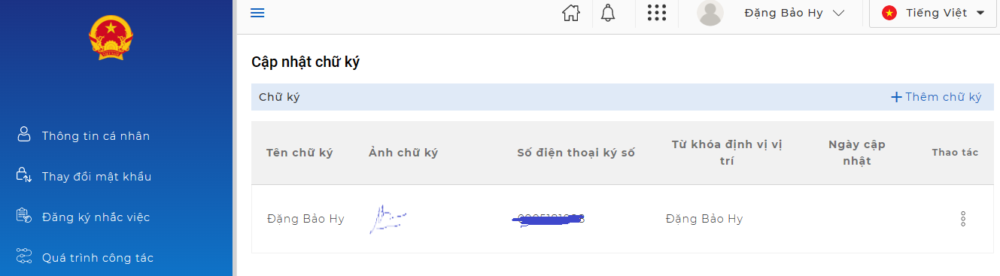 Đặng Bảo Hy
Tiếng Việt
Cập nhật chữ ký
Chữ ký
Thêm chữ ký
Thông tin cá nhân
Thay đổi mật khẩu
Đăng ký nhắc việc
Quá trình công tác
Tên chữ ký
Ảnh chữ ký
Số điện thoại ký số
Từ khóa định vị vị
trí
Ngày cập
nhật
Thao tác
Đặng Bảo Hy
Đặng Bảo Hy